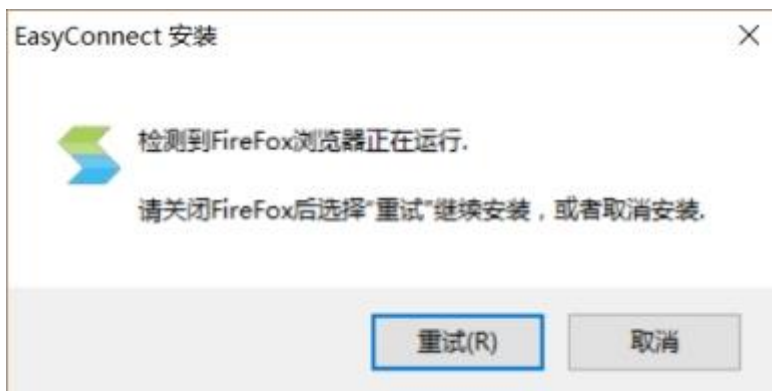 EasyConnect 安装
检测到FireFox浏览器正在运行.
请关闭FireFox后选择"重试"继续安装，或者取消安装.
重试(R)
取消